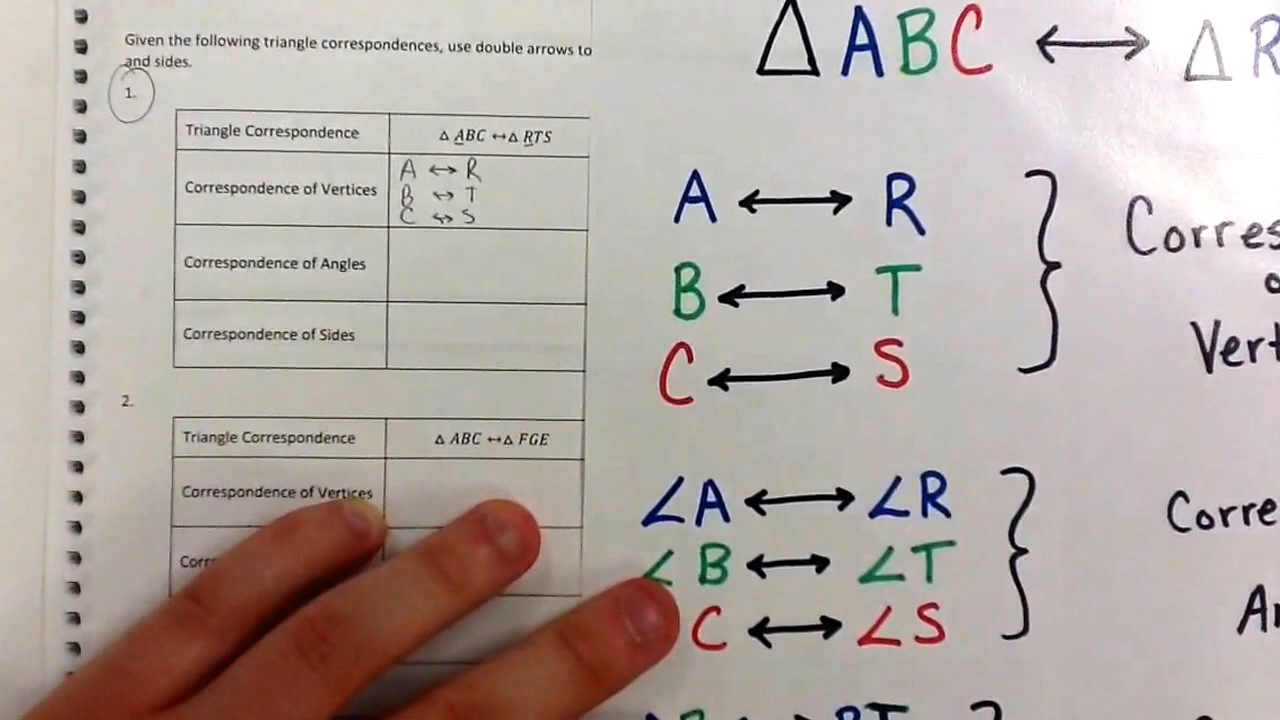 Given the following triangle correspondences, use double arrows to
and sides.
1.
Triangle Correspondence △ ABC ↔ △ RTS
Correspondence of Vertices
A ↔ R
B ↔ T
C ↔ S
Correspondence of Angles
Correspondence of Sides
2.
Triangle Correspondence △ ABC ↔ △ FGE
Correspondence of Vertices
Corr
△ ABC ↔ △ R
A ↔ R
B ↔ T
C ↔ S
Corres
Vert
∠A ↔ ∠R
∠B ↔ ∠T
C ↔ ∠S
Corre
A